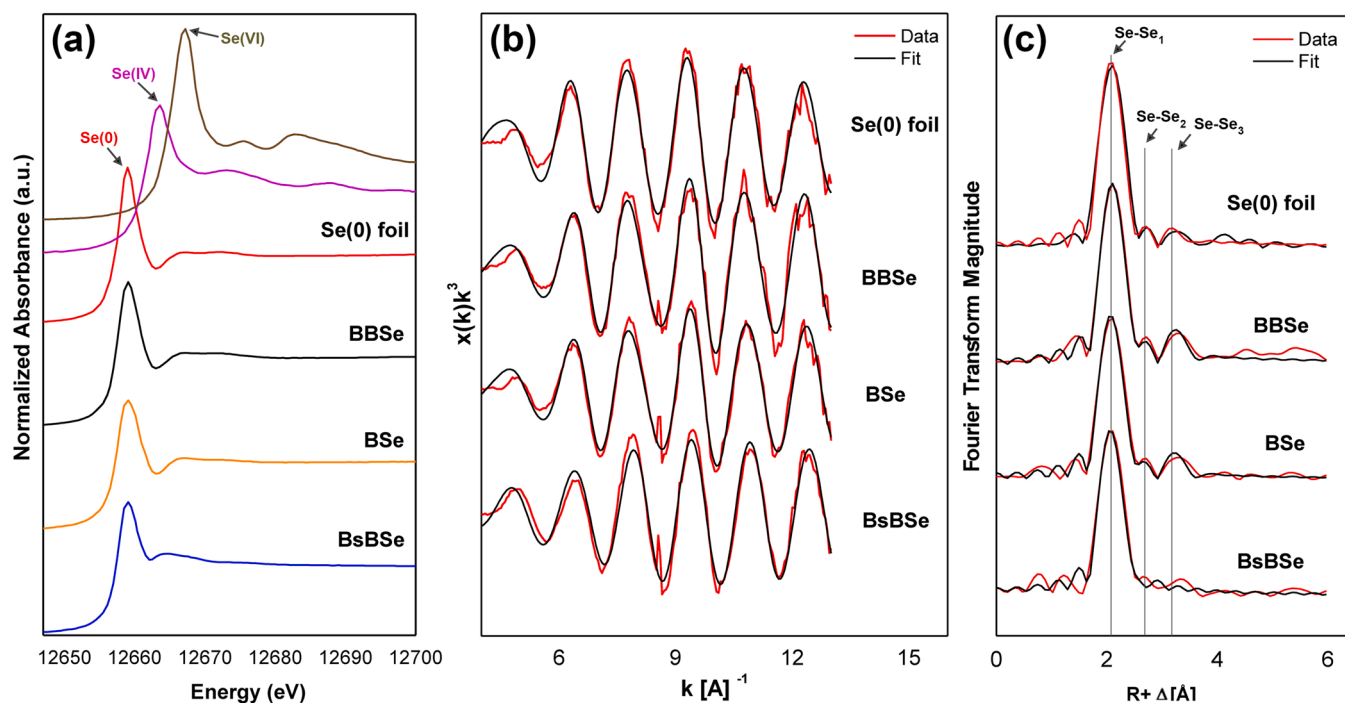 (a)
Se(VI)
Se(IV)
Se(0)
Se(0) foil
BBSe
BSe
BsBSe
Normalized Absorbance (a.u.)
12650 12660 12670 12680 12690 12700
Energy (eV)
(b)
Data
Fit
Se(0) foil
BBSe
BSe
BsBSe
x(k)k³
6 9 12 15
k [A] ⁻¹
(c)
Se–Se₁
Data
Fit
Se–Se₂
Se–Se₃
Se(0) foil
BBSe
BSe
BsBSe
Fourier Transform Magnitude
0 2 4 6
R+ Δ[Å]